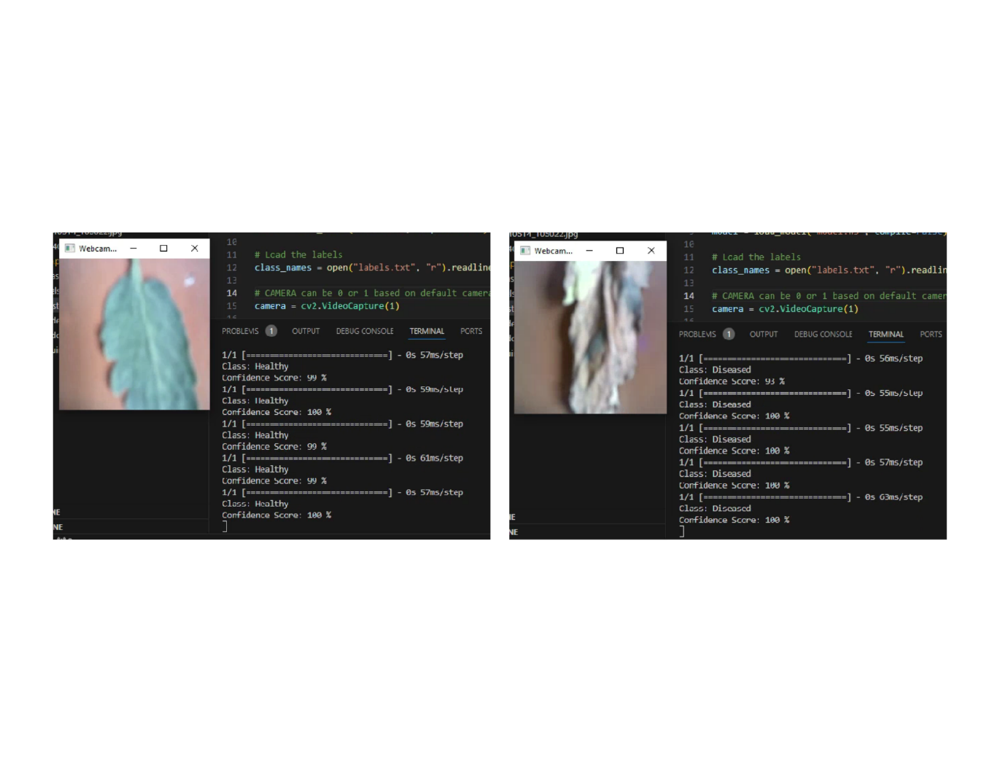 Webcam...
10
11 # Load the labels
12 class_names = open("labels.txt", "r").readline
13
14 # CAMERA can be 0 or 1 based on default camera
15 camera = cv2.VideoCapture(1)
PROBLEMS 1 OUTPUT DEBUG CONSOLE TERMINAL PORTS
1/1 [==============================] - 0s 57ms/step
Class: Healthy
Confidence Score: 99 %
1/1 [==============================] - 0s 59ms/step
Class: Healthy
Confidence Score: 100 %
1/1 [==============================] - 0s 59ms/step
Class: Healthy
Confidence Score: 99 %
1/1 [==============================] - 0s 61ms/step
Class: Healthy
Confidence Score: 99 %
1/1 [==============================] - 0s 57ms/step
Class: Healthy
Confidence Score: 100 %
NE
NE
Webcam...
model = load_model("model.h5", compile=False)
10
11 # Load the labels
12 class_names = open("labels.txt", "r").readlin
13
14 # CAMERA can be 0 or 1 based on default camer
15 camera = cv2.VideoCapture(1)
PROBLEMS 1 OUTPUT DEBUG CONSOLE TERMINAL PORTS
1/1 [==============================] - 0s 56ms/step
Class: Diseased
Confidence Score: 93 %
1/1 [==============================] - 0s 55ms/step
Class: Diseased
Confidence Score: 100 %
1/1 [==============================] - 0s 55ms/step
Class: Diseased
Confidence Score: 100 %
1/1 [==============================] - 0s 57ms/step
Class: Diseased
Confidence Score: 100 %
1/1 [==============================] - 0s 63ms/step
Class: Diseased
Confidence Score: 100 %
NE